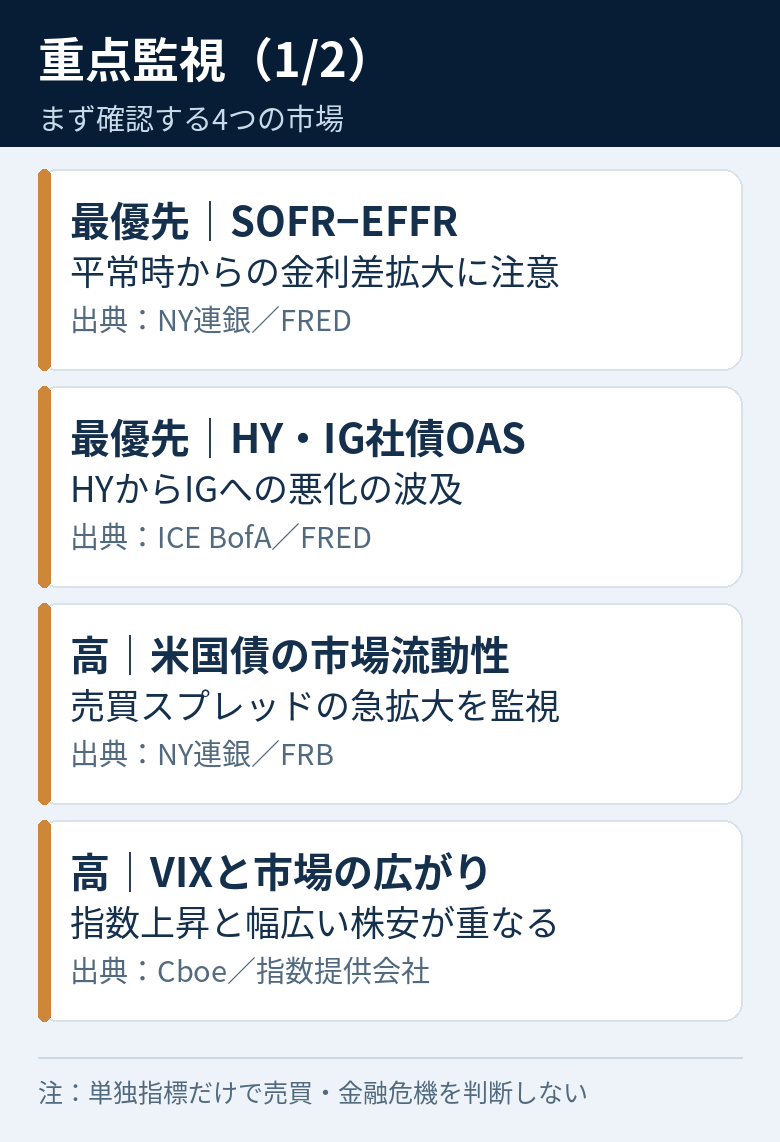 重点監視（1/2）
まず確認する4つの市場
最優先｜SOFR−EFFR
平常時からの金利差拡大に注意
出典：NY連銀／FRED
最優先｜HY・IG社債OAS
HYからIGへの悪化の波及
出典：ICE BofA／FRED
高｜米国債の市場流動性
売買スプレッドの急拡大を監視
出典：NY連銀／FRB
高｜VIXと市場の広がり
指数上昇と幅広い株安が重なる
出典：Cboe／指数提供会社
注：単独指標だけで売買・金融危機を判断しない